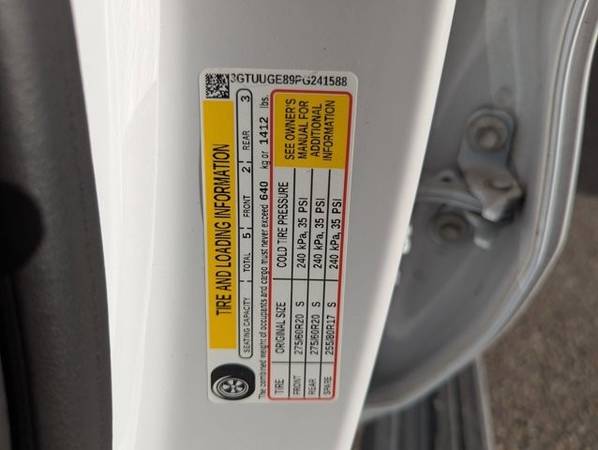 3GTUUGE89PG241588
TIRE AND LOADING INFORMATION
SEATING CAPACITY TOTAL 5 FRONT 2 REAR 3
The combined weight of occupants and cargo must never exceed 640 kg or 1412 lbs.
TIRE ORIGINAL SIZE COLD TIRE PRESSURE
FRONT 275/60R20 S 240 kPa, 35 PSI
REAR 275/60R20 S 240 kPa, 35 PSI
SPARE 255/80R17 S 240 kPa, 35 PSI
SEE OWNER'S
MANUAL FOR
ADDITIONAL
INFORMATION